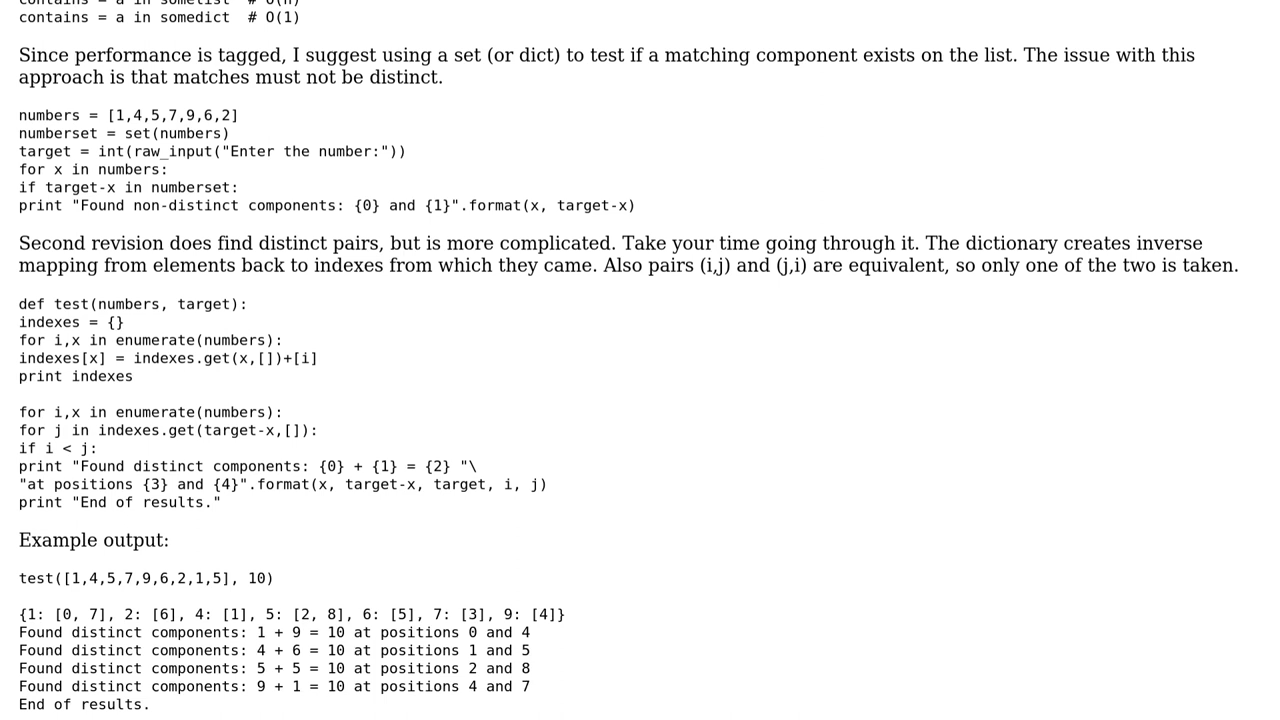 contains = a in somelist  # O(n)
contains = a in somedict  # O(1)
Since performance is tagged, I suggest using a set (or dict) to test if a matching component exists on the list. The issue with this
approach is that matches must not be distinct.
numbers = [1,4,5,7,9,6,2]
numberset = set(numbers)
target = int(raw_input("Enter the number:"))
for x in numbers:
if target-x in numberset:
print "Found non-distinct components: {0} and {1}".format(x, target-x)
Second revision does find distinct pairs, but is more complicated. Take your time going through it. The dictionary creates inverse
mapping from elements back to indexes from which they came. Also pairs (i,j) and (j,i) are equivalent, so only one of the two is taken.
def test(numbers, target):
indexes = {}
for i,x in enumerate(numbers):
indexes[x] = indexes.get(x,[])+[i]
print indexes
for i,x in enumerate(numbers):
for j in indexes.get(target-x,[]):
if i < j:
print "Found distinct components: {0} + {1} = {2} "\
"at positions {3} and {4}".format(x, target-x, target, i, j)
print "End of results."
Example output:
test([1,4,5,7,9,6,2,1,5], 10)
{1: [0, 7], 2: [6], 4: [1], 5: [2, 8], 6: [5], 7: [3], 9: [4]}
Found distinct components: 1 + 9 = 10 at positions 0 and 4
Found distinct components: 4 + 6 = 10 at positions 1 and 5
Found distinct components: 5 + 5 = 10 at positions 2 and 8
Found distinct components: 9 + 1 = 10 at positions 4 and 7
End of results.